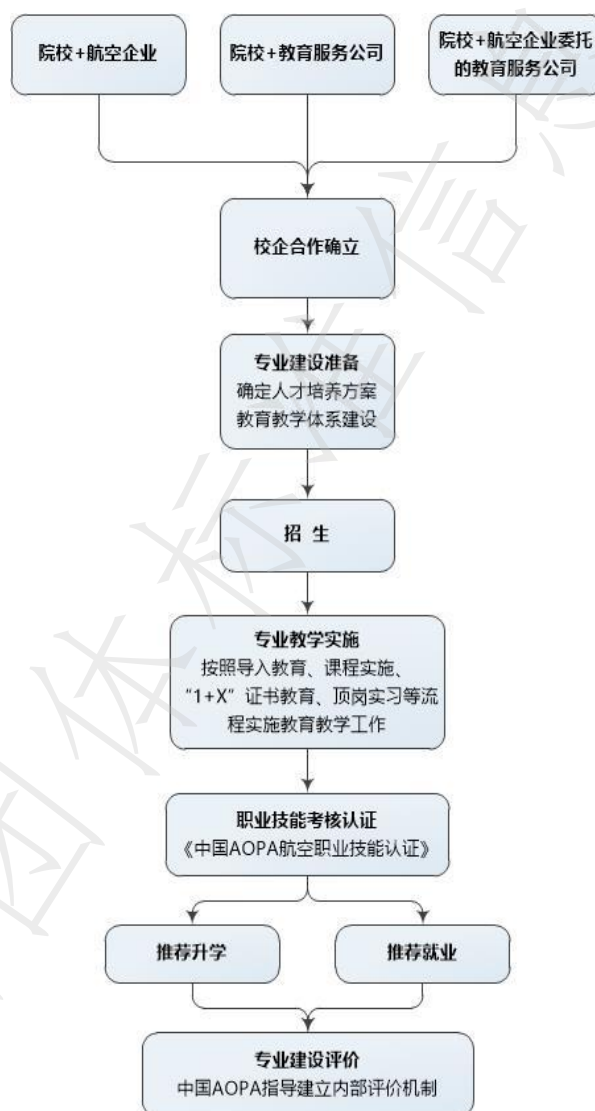 院校+航空企业
院校+教育服务公司
院校+航空企业委托
的教育服务公司
校企合作确立
专业建设准备
确定人才培养方案
教育教学体系建设
招 生
专业教学实施
按照导入教育、课程实施、
“1+X”证书教育、顶岗实习等流
程实施教育教学工作
职业技能考核认证
《中国AOPA航空职业技能认证》
推荐升学
推荐就业
专业建设评价
中国AOPA指导建立内部评价机制
团体标准信息